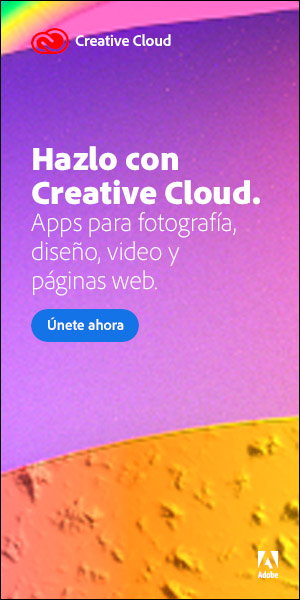 Creative Cloud
Hazlo con
Creative Cloud.
Apps para fotografía,
diseño, video y
páginas web.
Únete ahora
Adobe